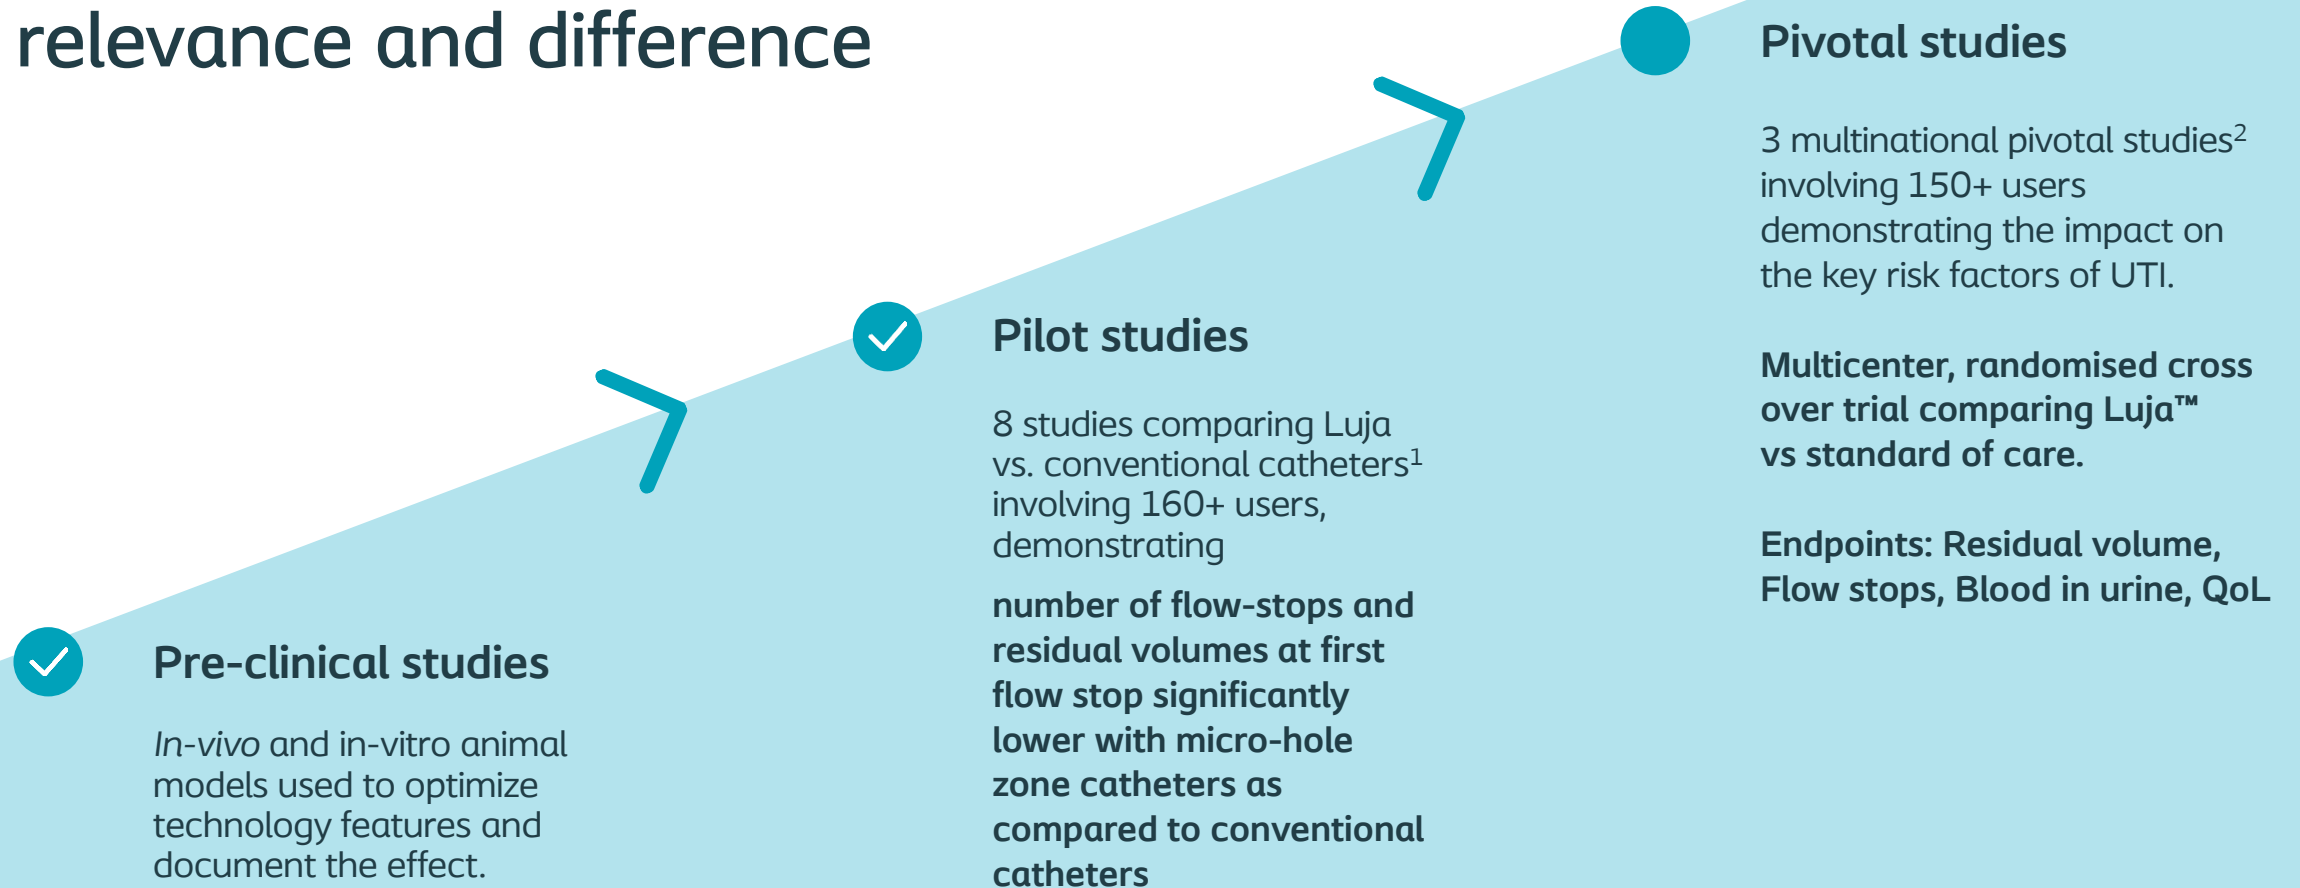 relevance and difference
Pre-clinical studies
In-vivo and in-vitro animal
models used to optimize
technology features and
document the effect.
Pilot studies
8 studies comparing Luja
vs. conventional catheters¹
involving 160+ users,
demonstrating
number of flow-stops and
residual volumes at first
flow stop significantly
lower with micro-hole
zone catheters as
compared to conventional
catheters
Pivotal studies
3 multinational pivotal studies²
involving 150+ users
demonstrating the impact on
the key risk factors of UTI.
Multicenter, randomised cross
over trial comparing Luja™
vs standard of care.
Endpoints: Residual volume,
Flow stops, Blood in urine, QoL